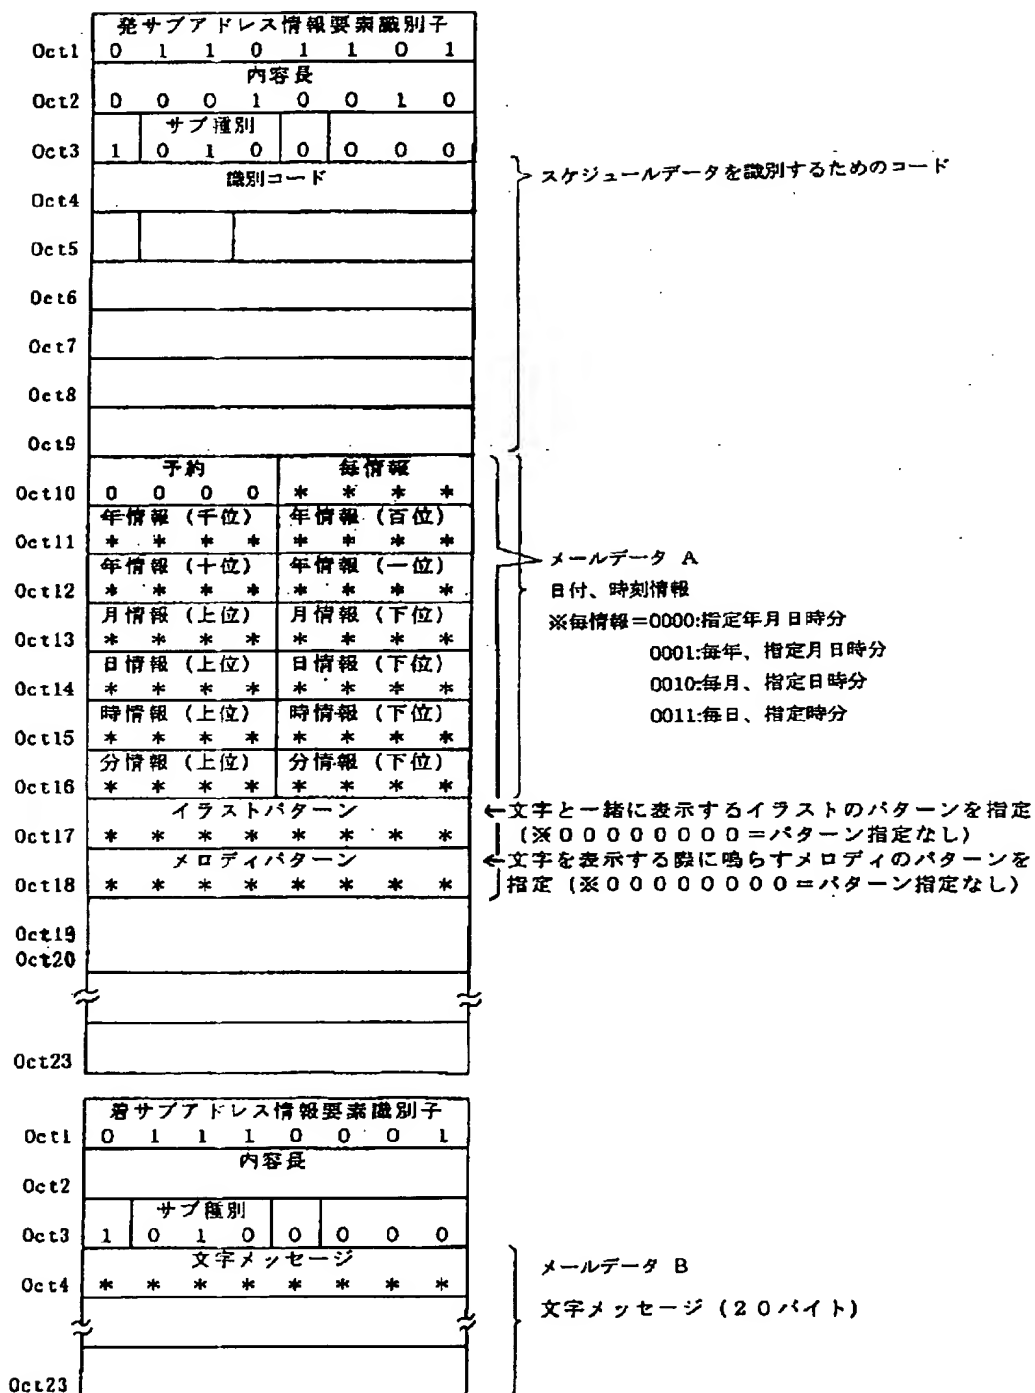 発サブアドレス情報要素識別子
Oct1 0 1 1 0 1 1 0 1
内容長
Oct2 0 0 0 1 0 0 1 0
サブ種別
Oct3 1 0 1 0 0 0 0 0
スケジュールデータを識別するためのコード
識別コード
Oct4
Oct5
Oct6
Oct7
Oct8
Oct9
予約 毎情報
Oct10 0 0 0 0 * * * *
年情報(千位) 年情報(百位)
Oct11 * * * * * * * *
メールデータ A
年情報(十位) 年情報(一位)
Oct12 * * * * * * * *
日付、時刻情報
月情報(上位) 月情報(下位)
Oct13 * * * * * * * *
※毎情報=0000:指定年月日時分
0001:毎年、指定月日時分
日情報(上位) 日情報(下位)
Oct14 * * * * * * * *
0010:毎月、指定日時分
時情報(上位) 時情報(下位)
Oct15 * * * * * * * *
0011:毎日、指定時分
分情報(上位) 分情報(下位)
Oct16 * * * * * * * *
イラストパターン
Oct17 * * * * * * * *
←文字と一緒に表示するイラストのパターンを指定
(※00000000=パターン指定なし)
メロディパターン
Oct18 * * * * * * * *
←文字を表示する際に鳴らすメロディのパターンを
指定(※00000000=パターン指定なし)
Oct19
Oct20
Oct23
着サブアドレス情報要素識別子
Oct1 0 1 1 1 0 0 0 1
内容長
Oct2
サブ種別
Oct3 1 0 1 0 0 0 0 0
文字メッセージ
Oct4 * * * * * * * *
メールデータ B
文字メッセージ(20バイト)
Oct23